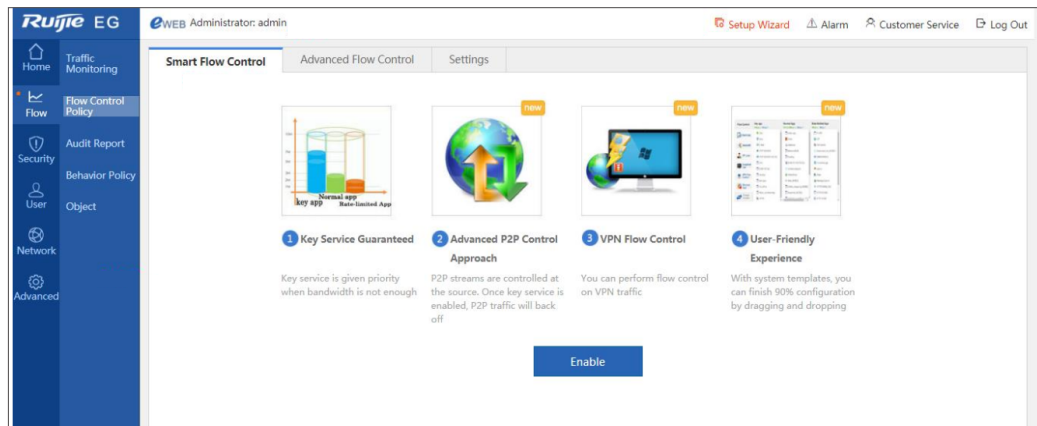 Ruijie EG
eWEB Administrator: admin
Setup Wizard
Alarm
Customer Service
Log Out
Home
Flow
Security
User
Network
Advanced
Traffic
Monitoring
Flow Control
Policy
Audit Report
Behavior Policy
Object
Smart Flow Control
Advanced Flow Control
Settings
key app
Normal app
Rate-limited App
new
new
new
1 Key Service Guaranteed
Key service is given priority
when bandwidth is not enough
2 Advanced P2P Control
Approach
P2P streams are controlled at
the source. Once key service is
enabled, P2P traffic will back
off
3 VPN Flow Control
You can perform flow control
on VPN traffic
4 User-Friendly
Experience
With system templates, you
can finish 90% configuration
by dragging and dropping
Enable